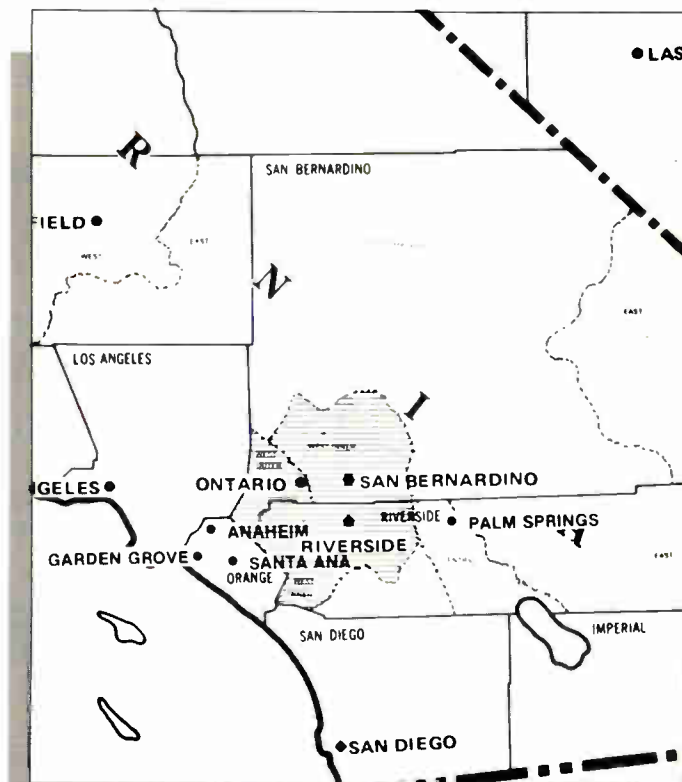 LAS
R
SAN BERNARDINO
FIELD
WEST
EAST
N
EAST
LOS ANGELES
I
NGELES
ONTARIO
SAN BERNARDINO
RIVERSIDE
ANAHEIM
RIVERSIDE
PALM SPRINGS
GARDEN GROVE
SANTA ANA
EAST
ORANGE
SAN DIEGO
IMPERIAL
SAN DIEGO